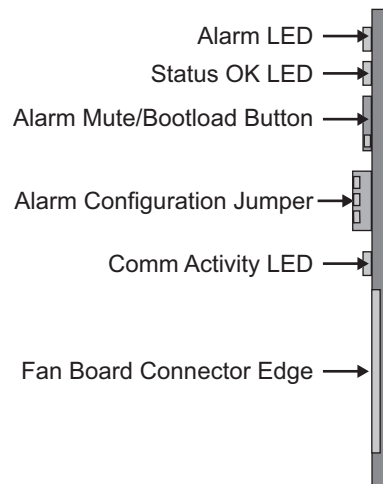 Alarm LED
Status OK LED
Alarm Mute/Bootload Button
Alarm Configuration Jumper
Comm Activity LED
Fan Board Connector Edge